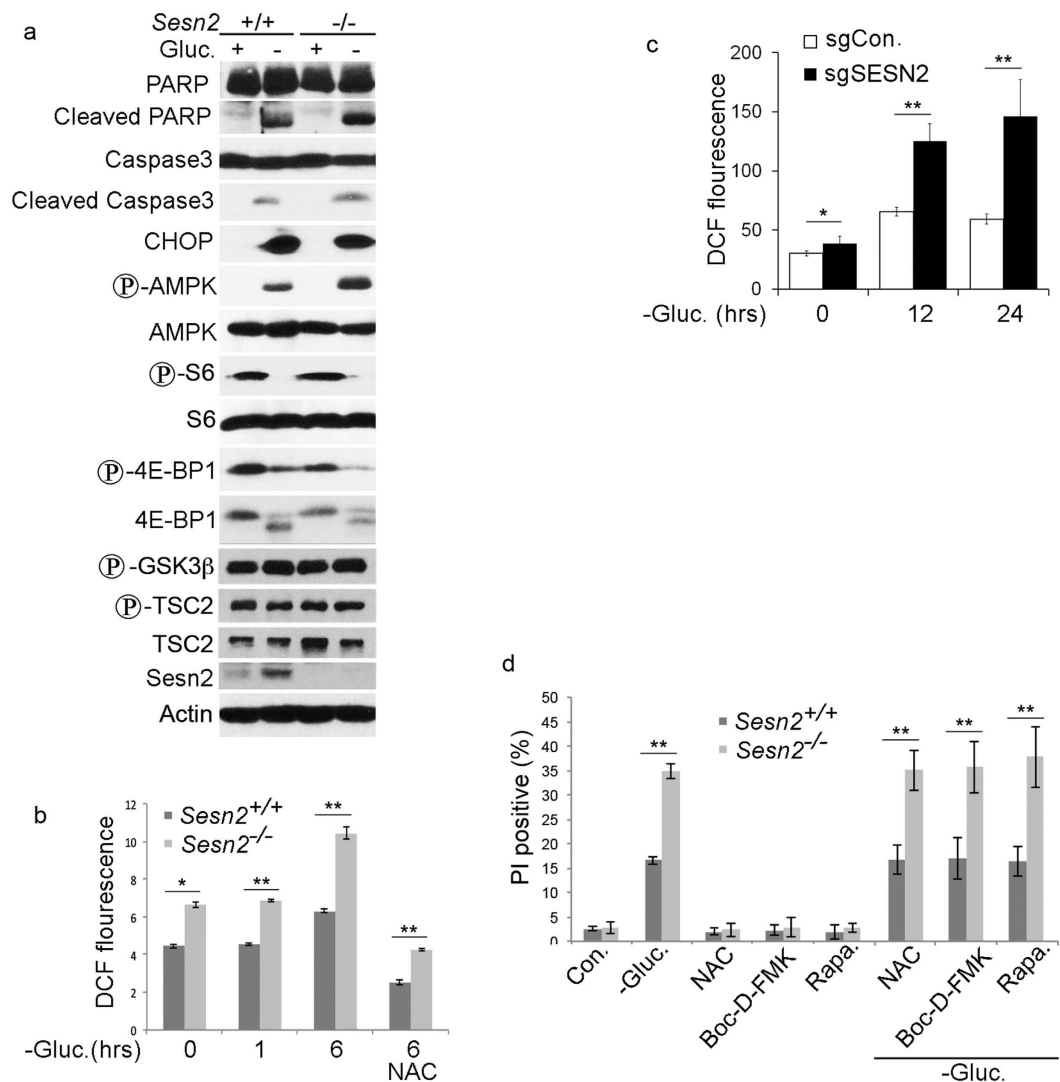 a
Sesn2 +/+ -/-
Gluc. + - + -
PARP
Cleaved PARP
Caspase3
Cleaved Caspase3
CHOP
Ⓟ-AMPK
AMPK
Ⓟ-S6
S6
Ⓟ-4E-BP1
4E-BP1
Ⓟ-GSK3β
Ⓟ-TSC2
TSC2
Sesn2
Actin
b
Sesn2+/+
Sesn2-/-
DCF flourescence
12
10
8
6
4
2
0
* ** ** **
-Gluc.(hrs) 0 1 6 6
NAC
c
sgCon.
sgSESN2
DCF flourescence
200
150
100
50
0
* ** **
-Gluc. (hrs) 0 12 24
d
Sesn2+/+
Sesn2-/-
PI positive (%)
50
45
40
35
30
25
20
15
10
5
0
** ** ** **
Con. -Gluc. NAC Boc-D-FMK Rapa. NAC Boc-D-FMK Rapa.
-Gluc.